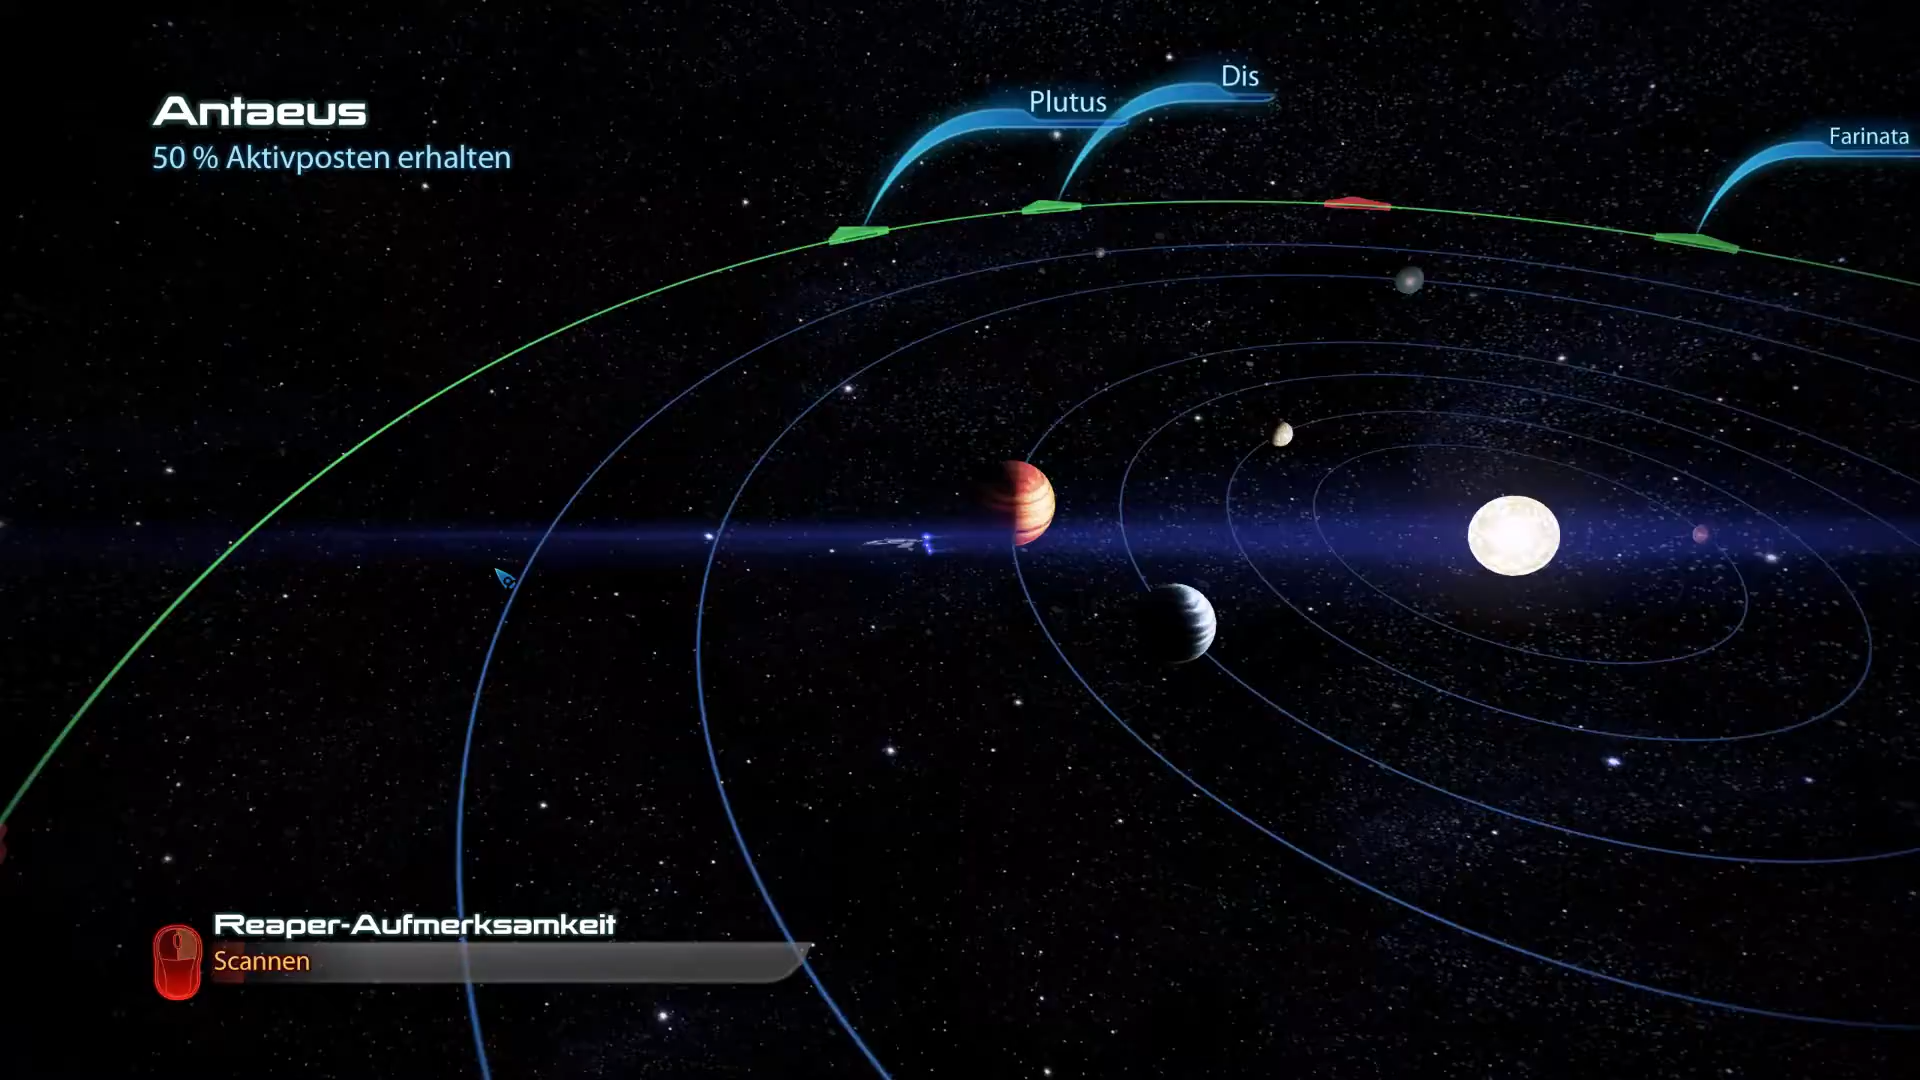 Antaeus
50 % Aktivposten erhalten
Plutus
Dis
Farinata
Reaper-Aufmerksamkeit
Scannen